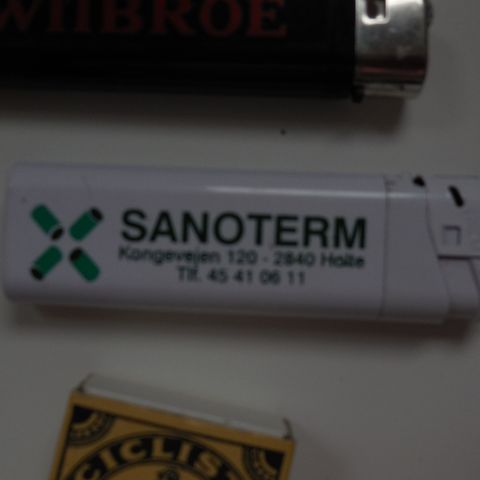 WIIBROE
SANOTERM
Kongevejen 120 - 2840 Holte
Tlf. 45 41 06 11
CICLIS